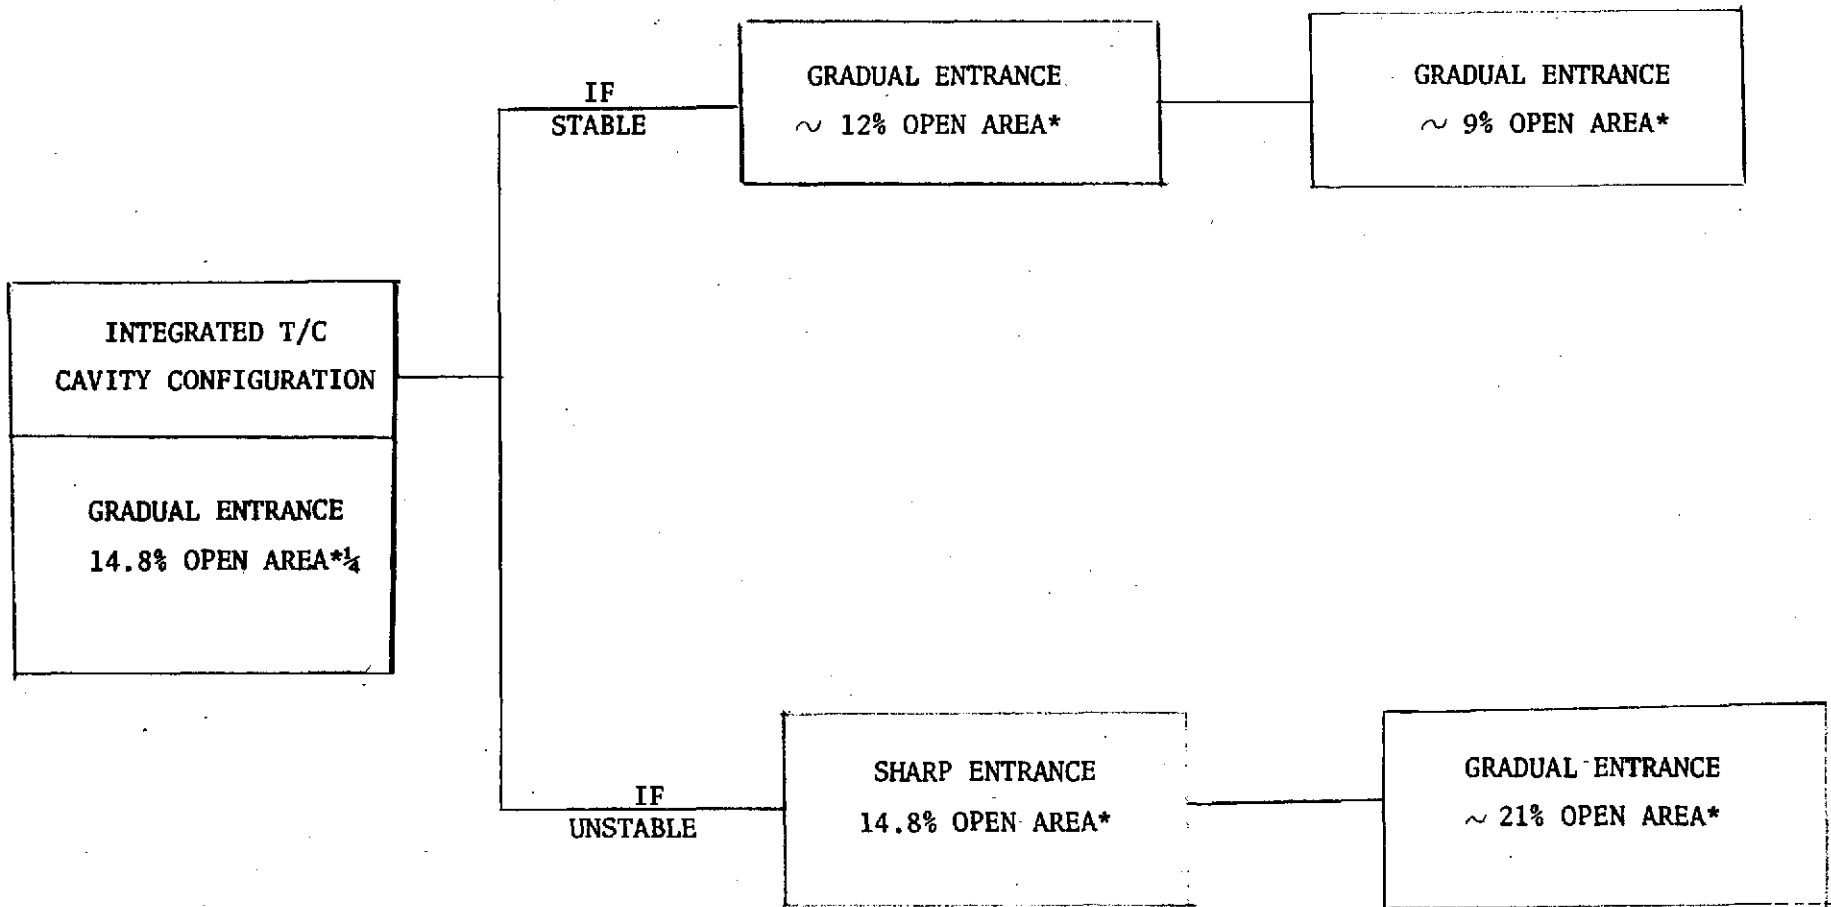 INTEGRATED T/C
CAVITY CONFIGURATION
GRADUAL ENTRANCE
14.8% OPEN AREA*¼
IF
STABLE
GRADUAL ENTRANCE
~ 12% OPEN AREA*
GRADUAL ENTRANCE
~ 9% OPEN AREA*
IF
UNSTABLE
SHARP ENTRANCE
14.8% OPEN AREA*
GRADUAL ENTRANCE
~ 21% OPEN AREA*